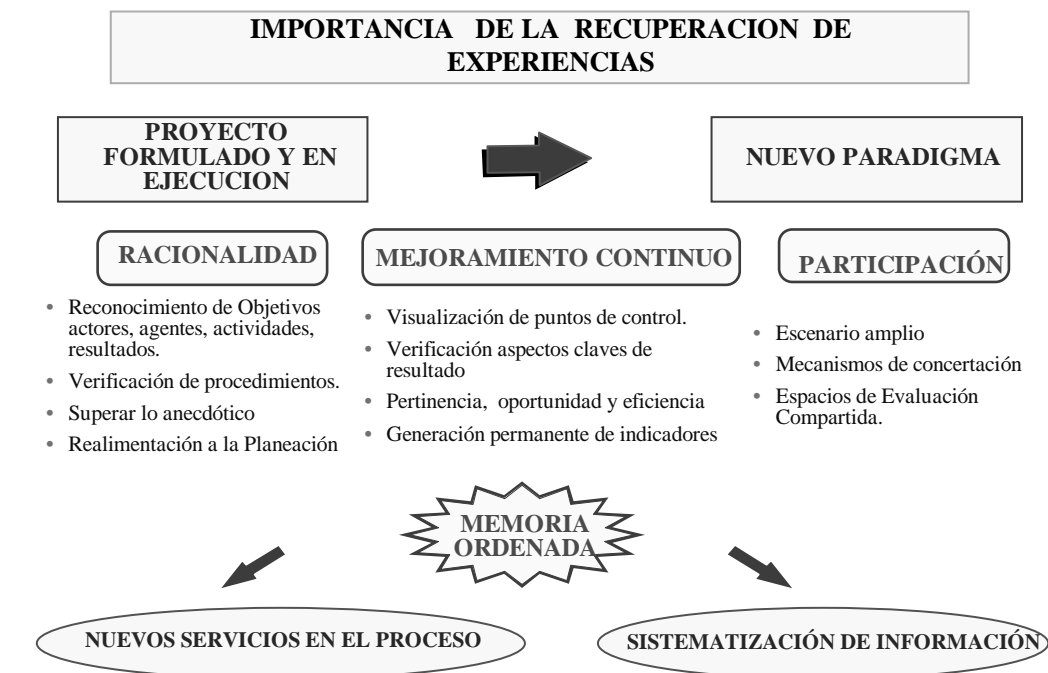 IMPORTANCIA DE LA RECUPERACION DE
EXPERIENCIAS
PROYECTO
FORMULADO Y EN
EJECUCION
NUEVO PARADIGMA
RACIONALIDAD
• Reconocimiento de Objetivos
actores, agentes, actividades,
resultados.
• Verificación de procedimientos.
• Superar lo anecdótico
• Realimentación a la Planeación
MEJORAMIENTO CONTINUO
• Visualización de puntos de control.
• Verificación aspectos claves de
resultado
• Pertinencia, oportunidad y eficiencia
• Generación permanente de indicadores
PARTICIPACIÓN
• Escenario amplio
• Mecanismos de concertación
• Espacios de Evaluación
Compartida.
MEMORIA
ORDENADA
NUEVOS SERVICIOS EN EL PROCESO
SISTEMATIZACIÓN DE INFORMACIÓN